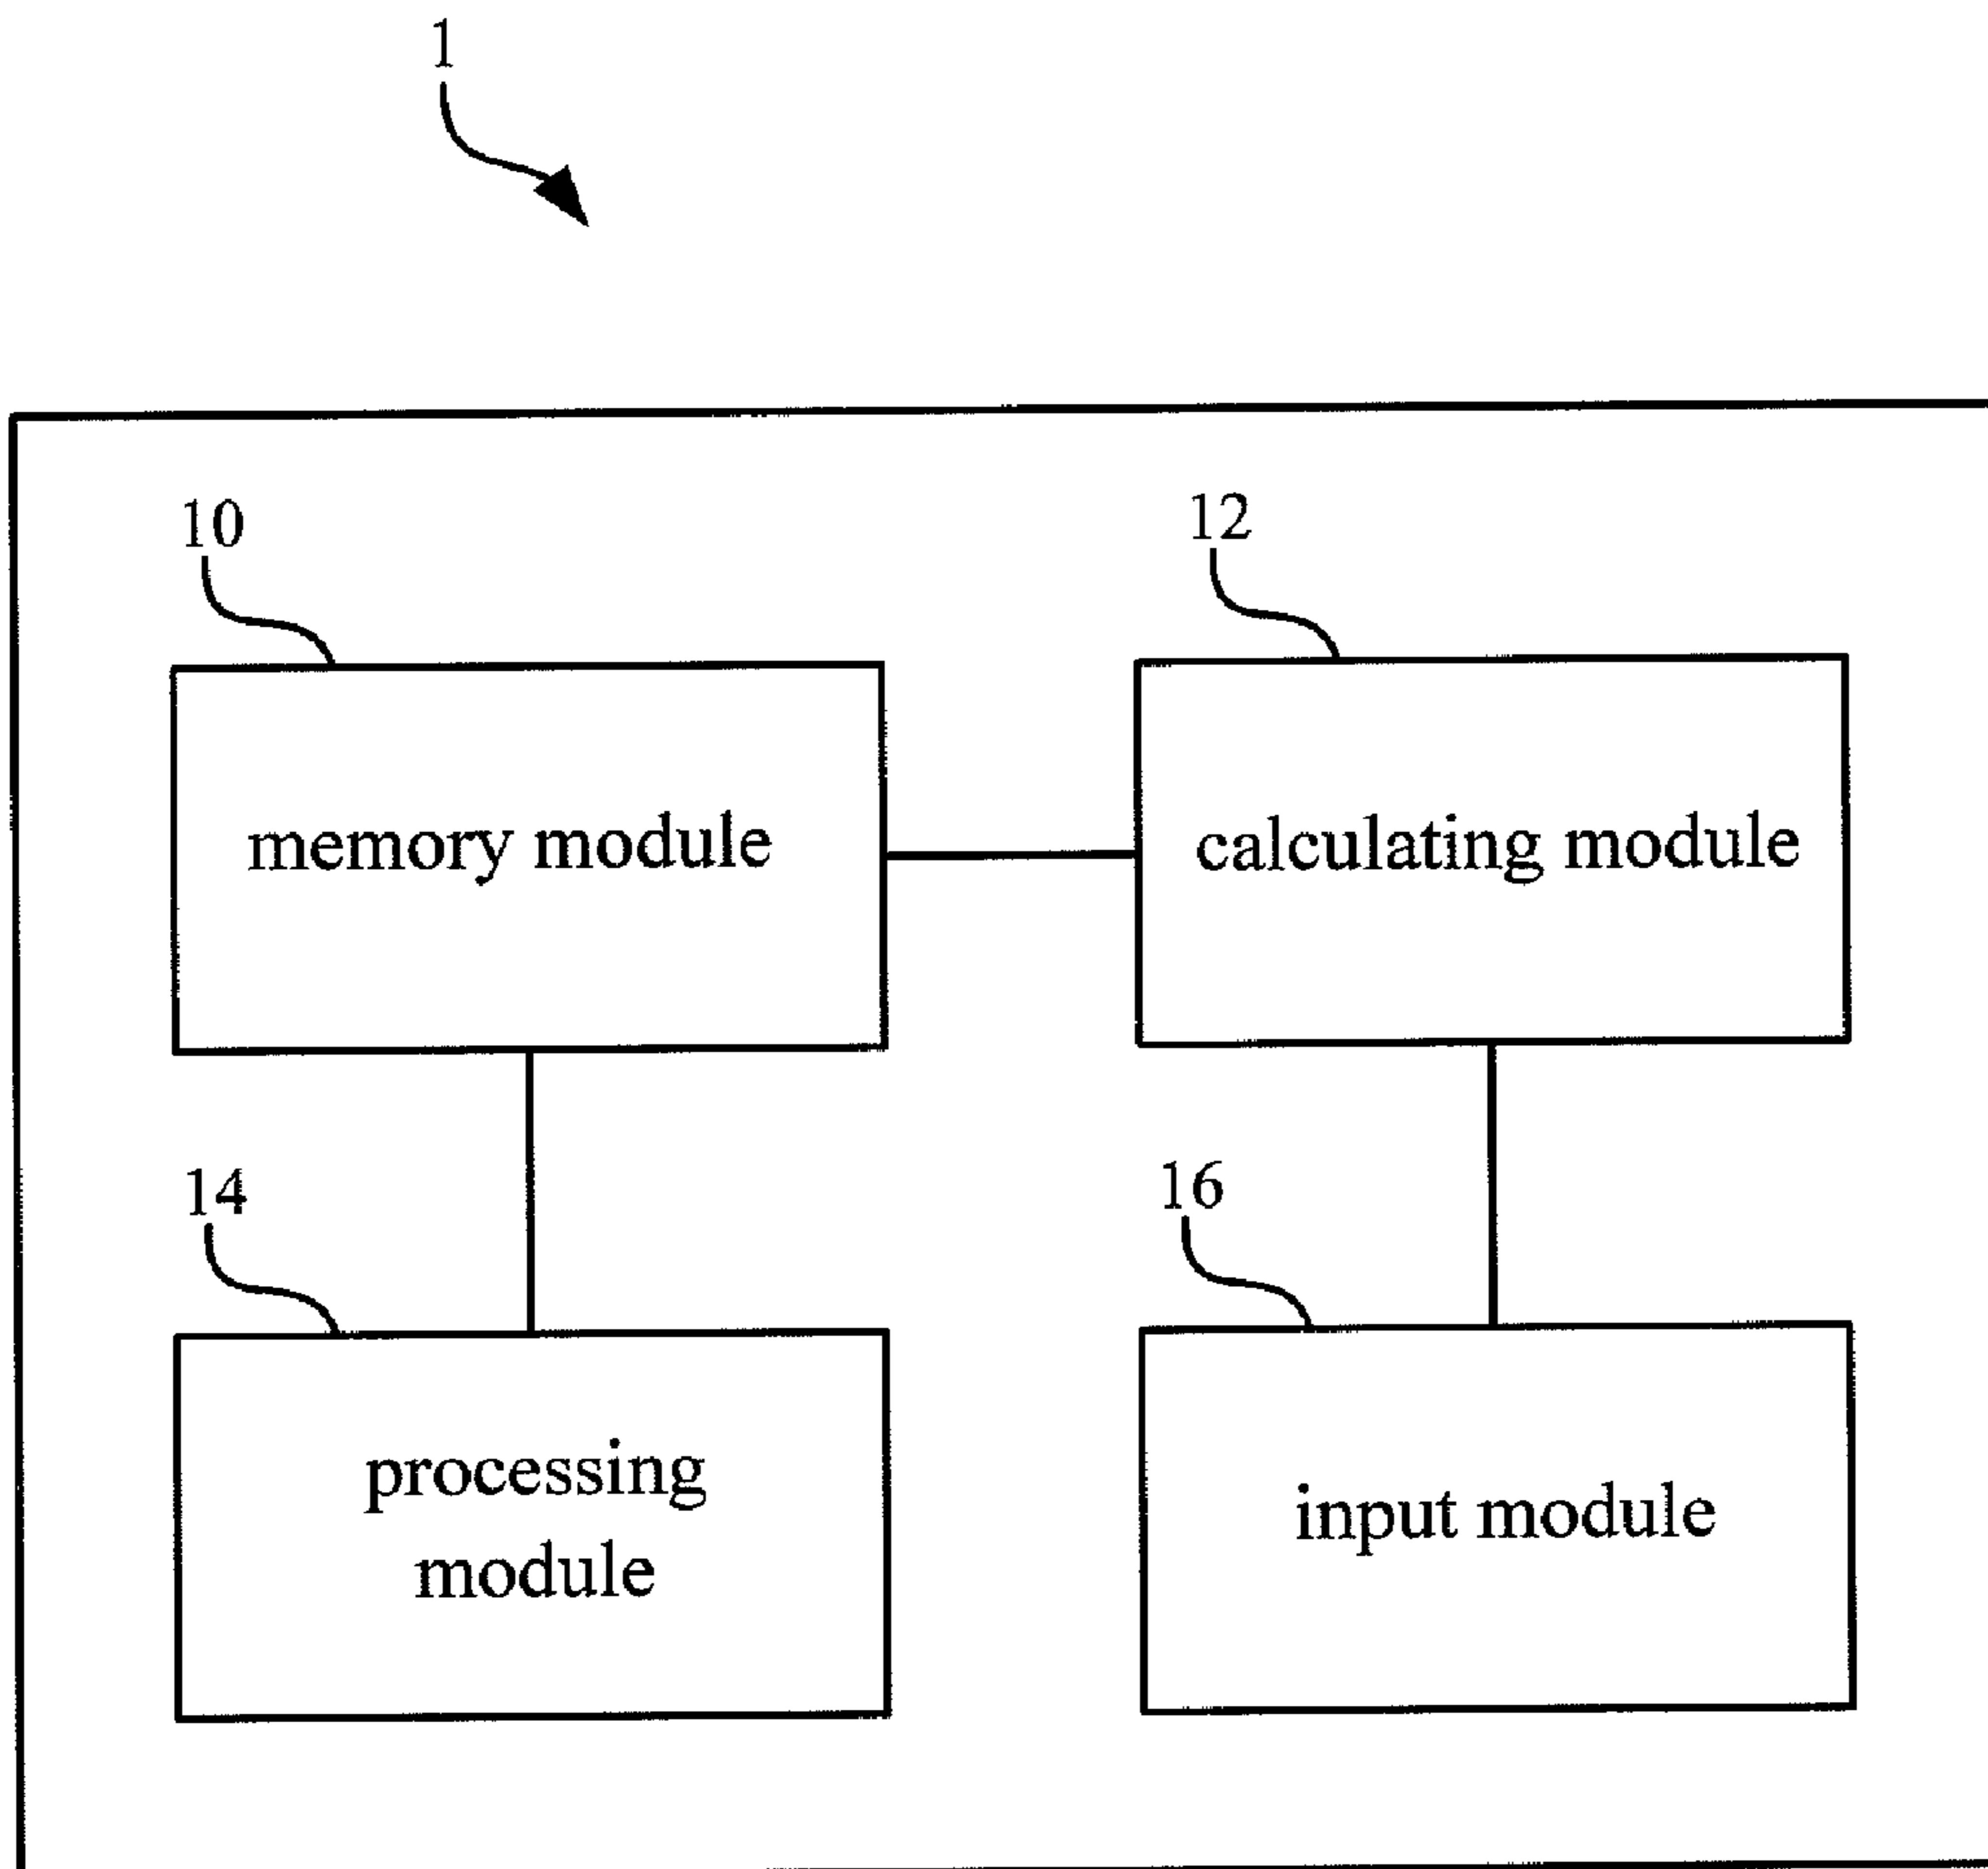 1
10
12
memory module
calculating module
14
16
processing
module
input module